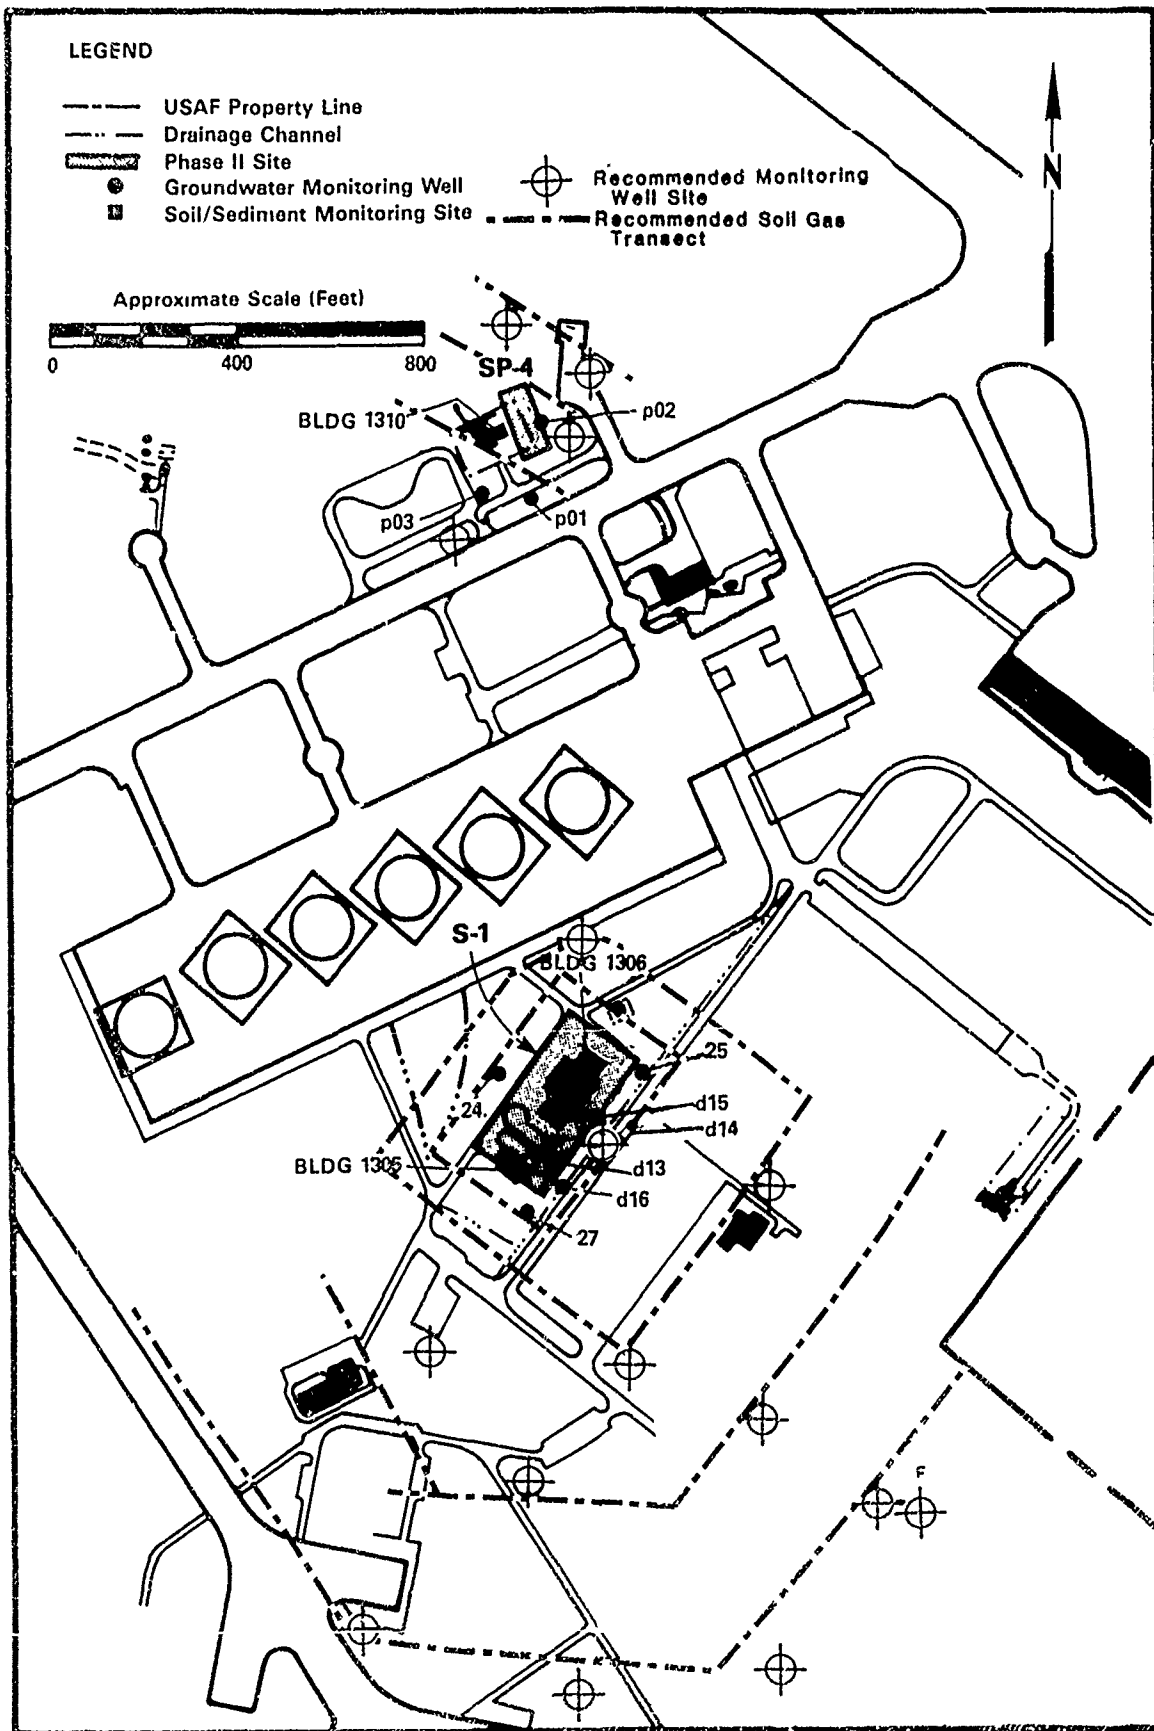 LEGEND
USAF Property Line
Drainage Channel
Phase II Site
Groundwater Monitoring Well
Soil/Sediment Monitoring Site
Recommended Monitoring
Well Site
Recommended Soil Gas
Transect
N
Approximate Scale (Feet)
0 400 800
SP-4
BLDG 1310
p02
p03
p01
S-1
BLDG 1306
25
24.
d15
d14
BLDG 1305
d13
d16
27
F